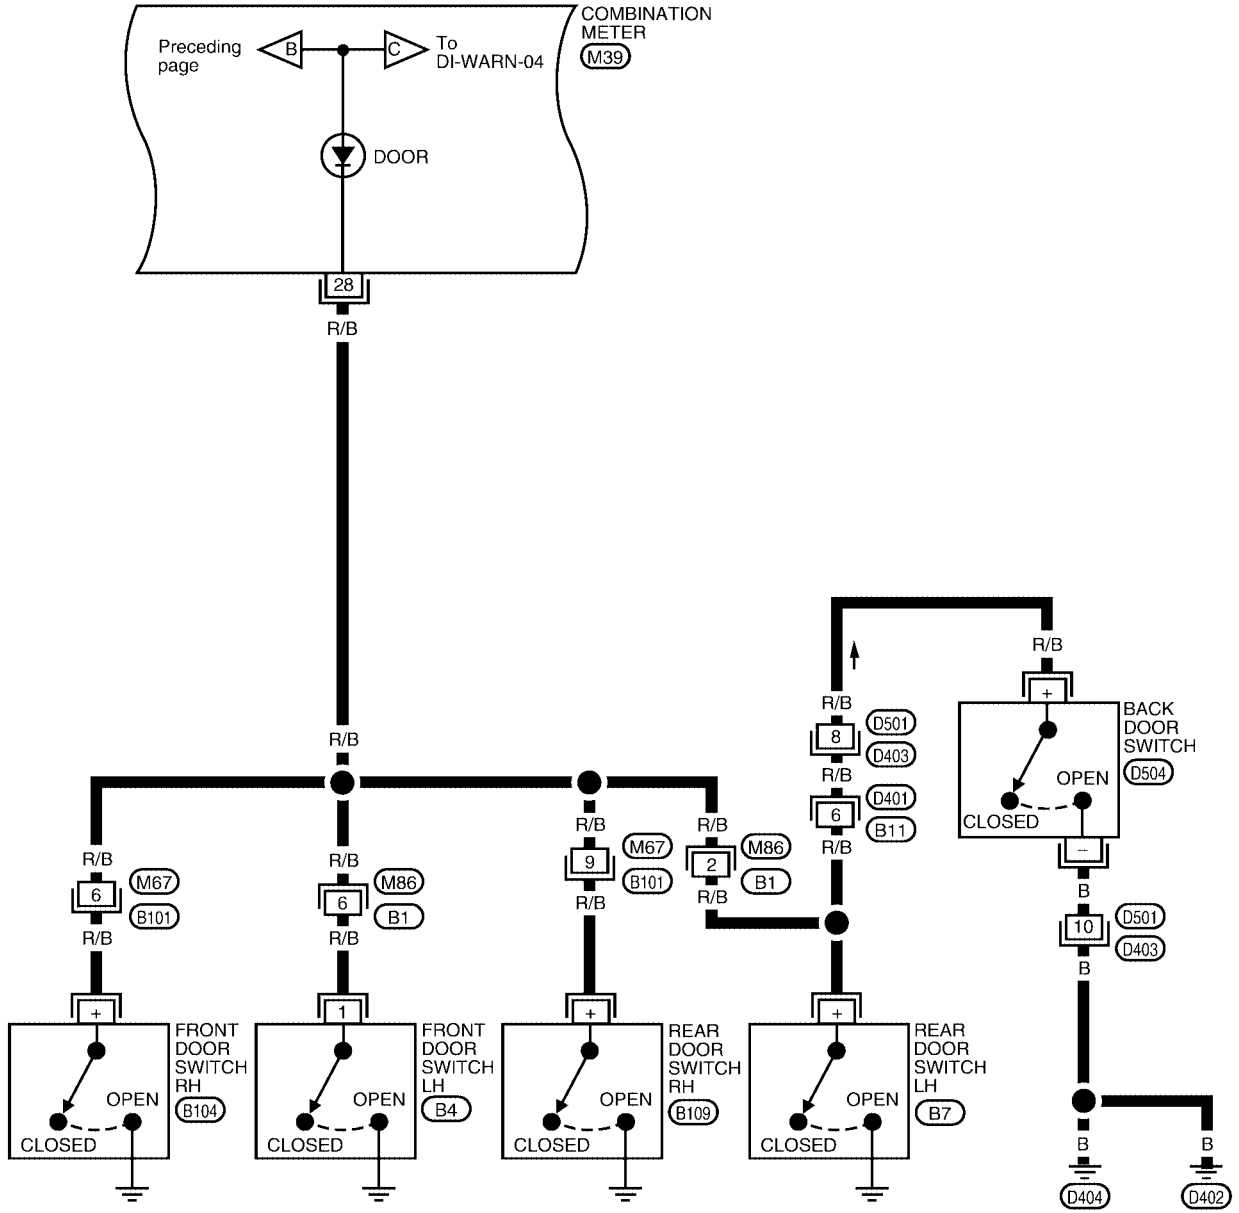 COMBINATION
METER
M39
Preceding
page
B
C
To
DI-WARN-04
DOOR
28
R/B
R/B
R/B
6
M67
B101
R/B
R/B
6
M86
B1
R/B
R/B
9
M67
B101
R/B
R/B
2
M86
B1
R/B
R/B
8
D501
D403
R/B
6
D401
B11
R/B
R/B
+
BACK
DOOR
SWITCH
D504
OPEN
CLOSED
–
B
10
D501
D403
B
B
D404
B
D402
+
FRONT
DOOR
SWITCH
RH
B104
OPEN
CLOSED
1
FRONT
DOOR
SWITCH
LH
B4
OPEN
CLOSED
+
REAR
DOOR
SWITCH
RH
B109
OPEN
CLOSED
+
REAR
DOOR
SWITCH
LH
B7
OPEN
CLOSED